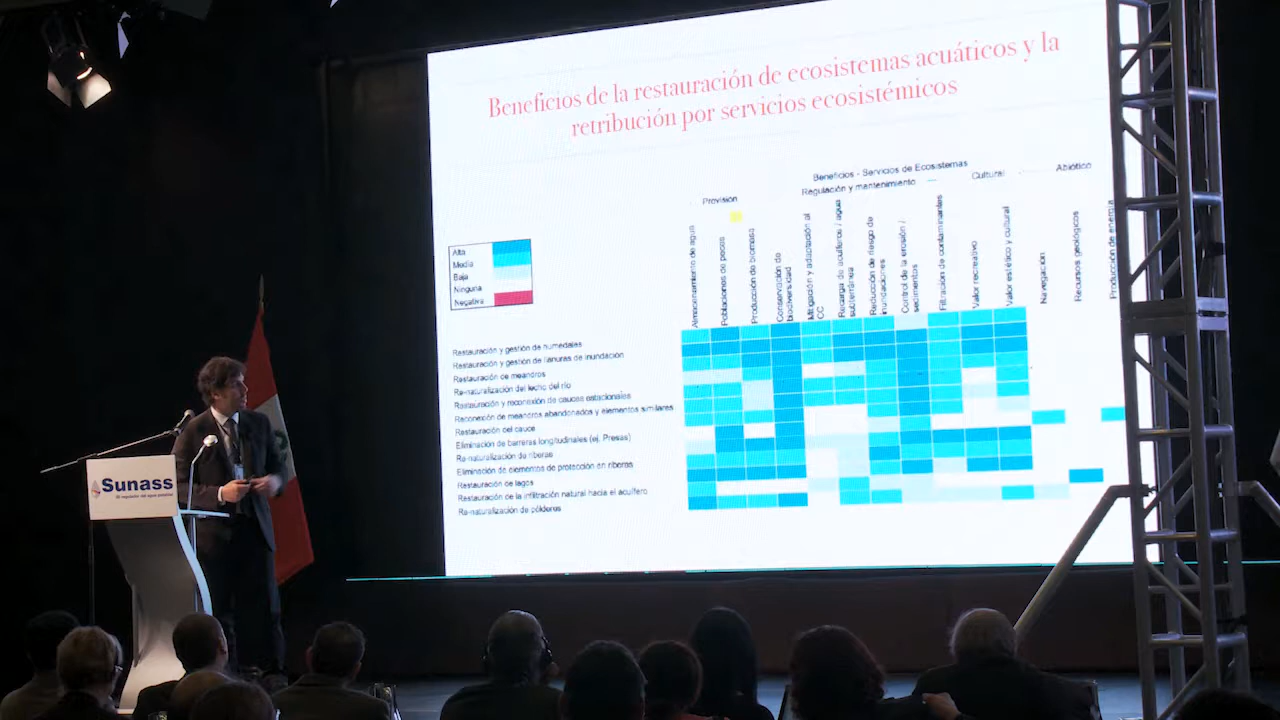 Beneficios de la restauración de ecosistemas acuáticos y la
retribución por servicios ecosistémicos
Beneficios - Servicios de Ecosistemas
Provisión
Regulación y mantenimiento
Cultural
Abiótico
Almacenamiento de agua
Poblaciones de peces
Producción de biomasa
Conservación de
biodiversidad
Mitigación y adaptación al
CC
Recarga de acuíferos / agua
subterránea
Reducción de riesgo de
inundaciones
Control de la erosión /
sedimentos
Filtración de contaminantes
Valor recreativo
Valor estético y cultural
Navegación
Recursos geológicos
Producción de energía
Alta
Media
Baja
Ninguna
Negativa
Restauración y gestión de humedales
Restauración y gestión de llanuras de inundación
Restauración de meandros
Re-naturalización del lecho del río
Restauración y reconexión de cauces estacionales
Reconexión de meandros abandonados y elementos similares
Restauración del cauce
Eliminación de barreras longitudinales (ej. Presas)
Re-naturalización de riberas
Eliminación de elementos de protección en riberas
Restauración de lagos
Restauración de la infiltración natural hacia el acuífero
Re-naturalización de pólderes
Sunass